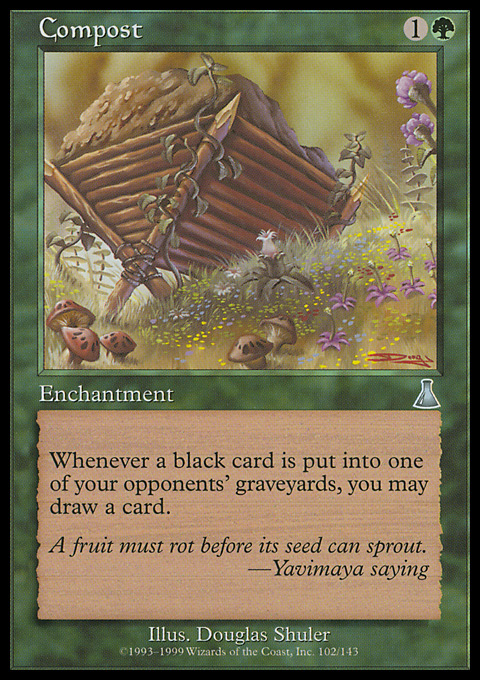 Compost 1
Enchantment
Whenever a black card is put into one
of your opponents' graveyards, you may
draw a card.
A fruit must rot before its seed can sprout.
—Yavimaya saying
Illus. Douglas Shuler
©1993–1999 Wizards of the Coast, Inc. 102/143